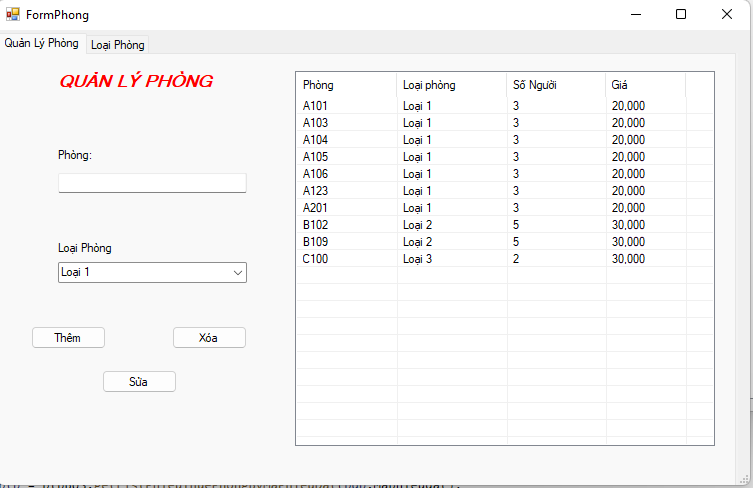 FormPhong
Quản Lý Phòng Loại Phòng
QUẢN LÝ PHÒNG
Phòng:
Loại Phòng
Loại 1
Thêm Xóa
Sửa
Phòng Loại phòng Số Người Giá
A101 Loại 1 3 20,000
A103 Loại 1 3 20,000
A104 Loại 1 3 20,000
A105 Loại 1 3 20,000
A106 Loại 1 3 20,000
A123 Loại 1 3 20,000
A201 Loại 1 3 20,000
B102 Loại 2 5 30,000
B109 Loại 2 5 30,000
C100 Loại 3 2 30,000